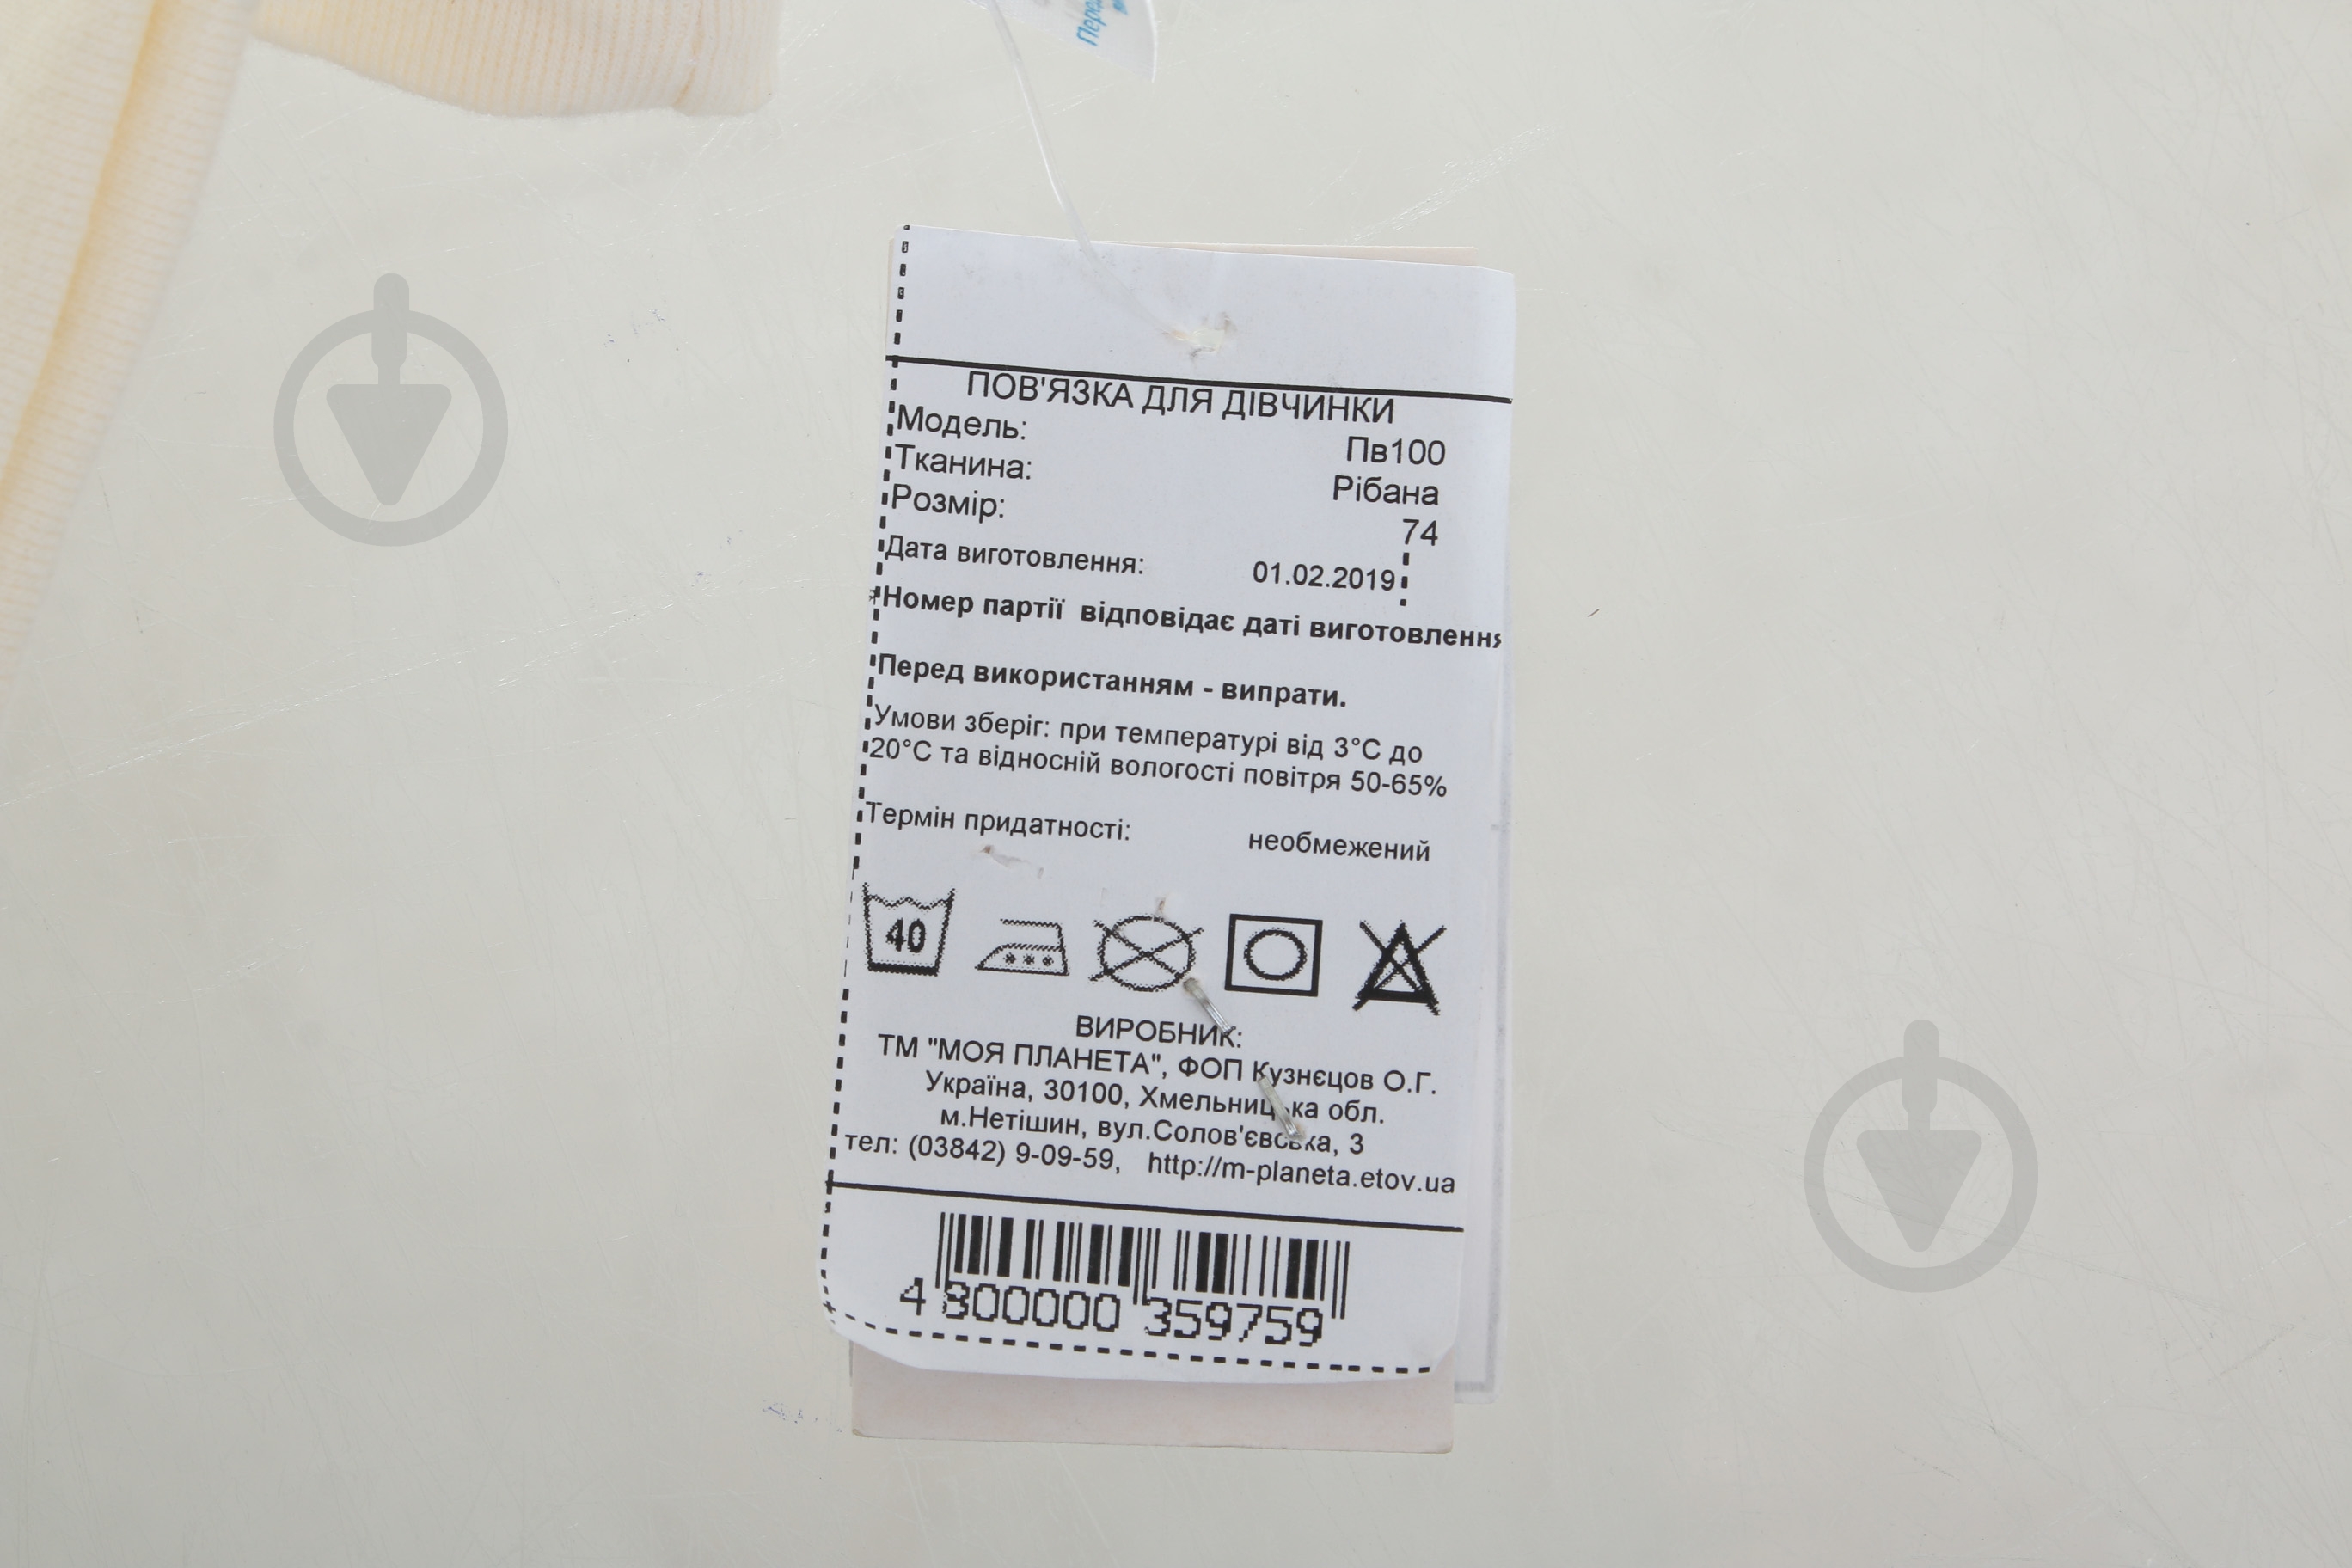 ПОВ'ЯЗКА ДЛЯ ДІВЧИНКИ
Модель: Пв100
Тканина: Рібана
Розмір: 74
Дата виготовлення: 01.02.2019
Номер партії відповідає даті виготовлення
Перед використанням - випрати.
Умови зберіг: при температурі від 3°С до
20°С та відносній вологості повітря 50-65%
Термін придатності: необмежений
40
ВИРОБНИК:
ТМ "МОЯ ПЛАНЕТА", ФОП Кузнєцов О.Г.
Україна, 30100, Хмельницька обл.
м.Нетішин, вул.Солов'євська, 3
тел: (03842) 9-09-59, http://m-planeta.etov.ua
4 800000 359759